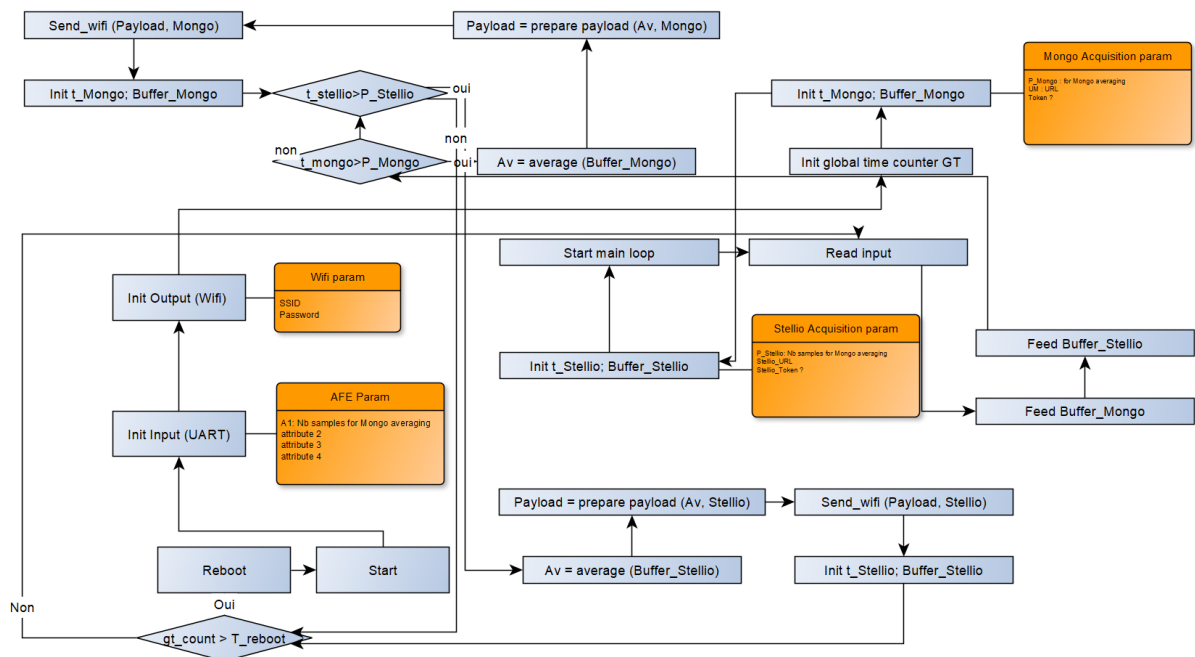 Send_wifi (Payload, Mongo)
Payload = prepare payload (Av, Mongo)
Mongo Acquisition param
P_Mongo : for Mongo averaging
UM : URL
Token ?
Init t_Mongo; Buffer_Mongo
t_stellio>P_Stellio
oui
non
Init t_Mongo; Buffer_Mongo
non
t_mongo>P_Mongo
oui
Av = average (Buffer_Mongo)
Init global time counter GT
Start main loop
Read input
Init Output (Wifi)
Wifi param
SSID
Password
Stellio Acquisition param
P_Stellio: Nb samples for Mongo averaging
Stellio_URL
Stellio_Token ?
Init t_Stellio; Buffer_Stellio
Feed Buffer_Stellio
Feed Buffer_Mongo
Init Input (UART)
AFE Param
A1: Nb samples for Mongo averaging
attribute 2
attribute 3
attribute 4
Payload = prepare payload (Av, Stellio)
Send_wifi (Payload, Stellio)
Reboot
Start
Av = average (Buffer_Stellio)
Init t_Stellio; Buffer_Stellio
Non
Oui
gt_count > T_reboot